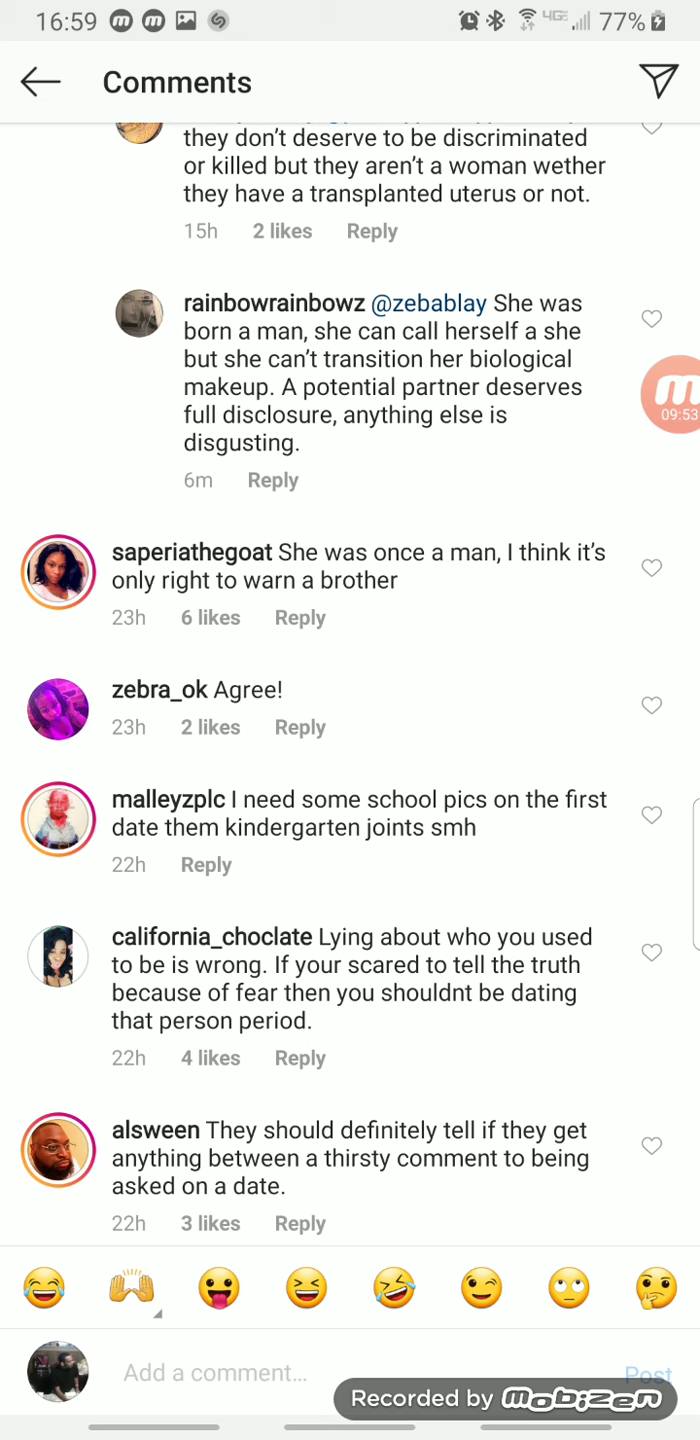 16:59
4GE 77%
Comments
they don't deserve to be discriminated
or killed but they aren't a woman wether
they have a transplanted uterus or not.
15h 2 likes Reply
rainbowrainbowz @zebablay She was
born a man, she can call herself a she
but she can't transition her biological
makeup. A potential partner deserves
full disclosure, anything else is
disgusting.
09:53
6m Reply
saperiathegoat She was once a man, I think it's
only right to warn a brother
23h 6 likes Reply
zebra_ok Agree!
23h 2 likes Reply
malleyzplc I need some school pics on the first
date them kindergarten joints smh
22h Reply
california_choclate Lying about who you used
to be is wrong. If your scared to tell the truth
because of fear then you shouldnt be dating
that person period.
22h 4 likes Reply
alsween They should definitely tell if they get
anything between a thirsty comment to being
asked on a date.
22h 3 likes Reply
Add a comment... Post
Recorded by mobizen